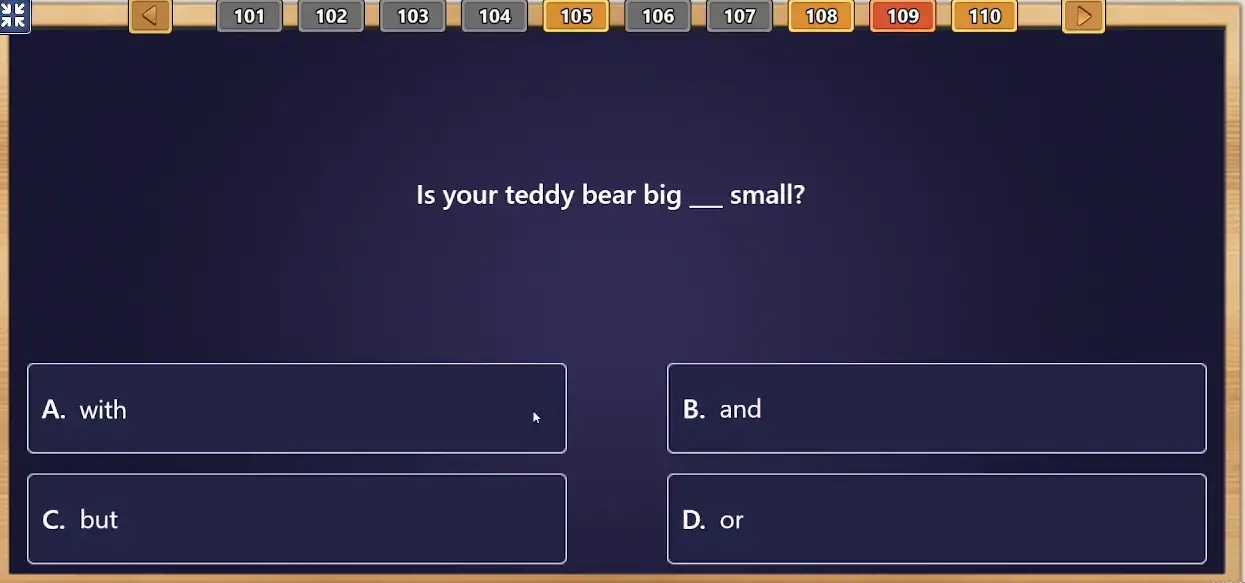 101 102 103 104 105 106 107 108 109 110
Is your teddy bear big ___ small?
A. with
B. and
C. but
D. or